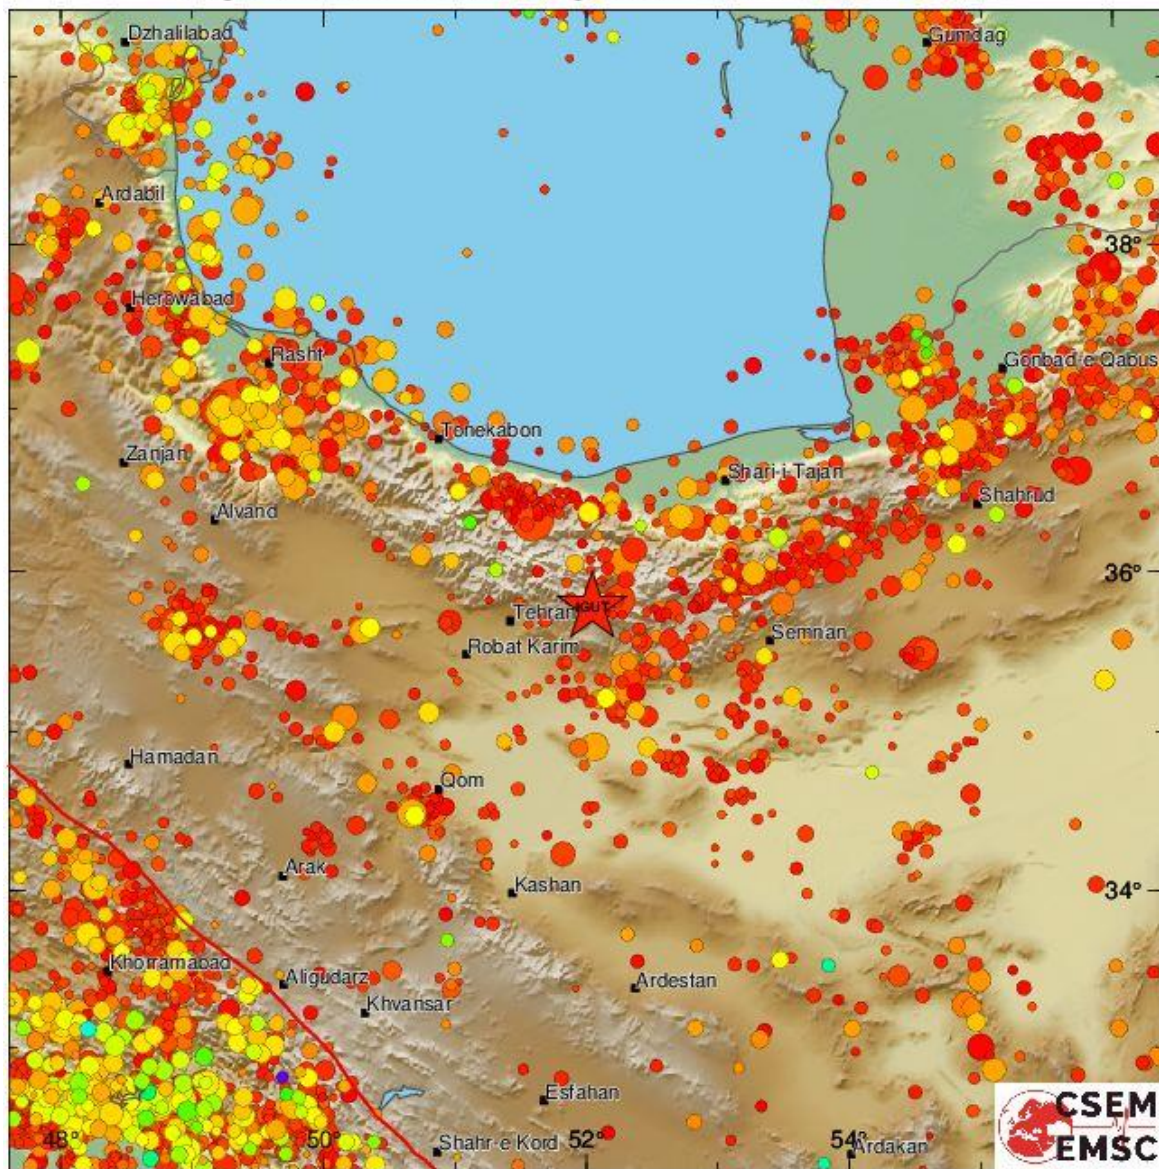 Dzhalilabad
Gumdag
Ardabil
38°
Herowabad
Rasht
Gonbad-e Qabus
Tonekabon
Zanjan
Shari-i-Tajan
Shahrud
Alvand
36°
IGUT
Tehran
Semnan
Robat Karim
Hamadan
Qom
Arak
Kashan
34°
Khorramabad
Aligudarz
Ardestan
Khvansar
Esfahan
CSEM
EMSC
48°
50°
52°
54°
Shahr-e Kord
Ardakan